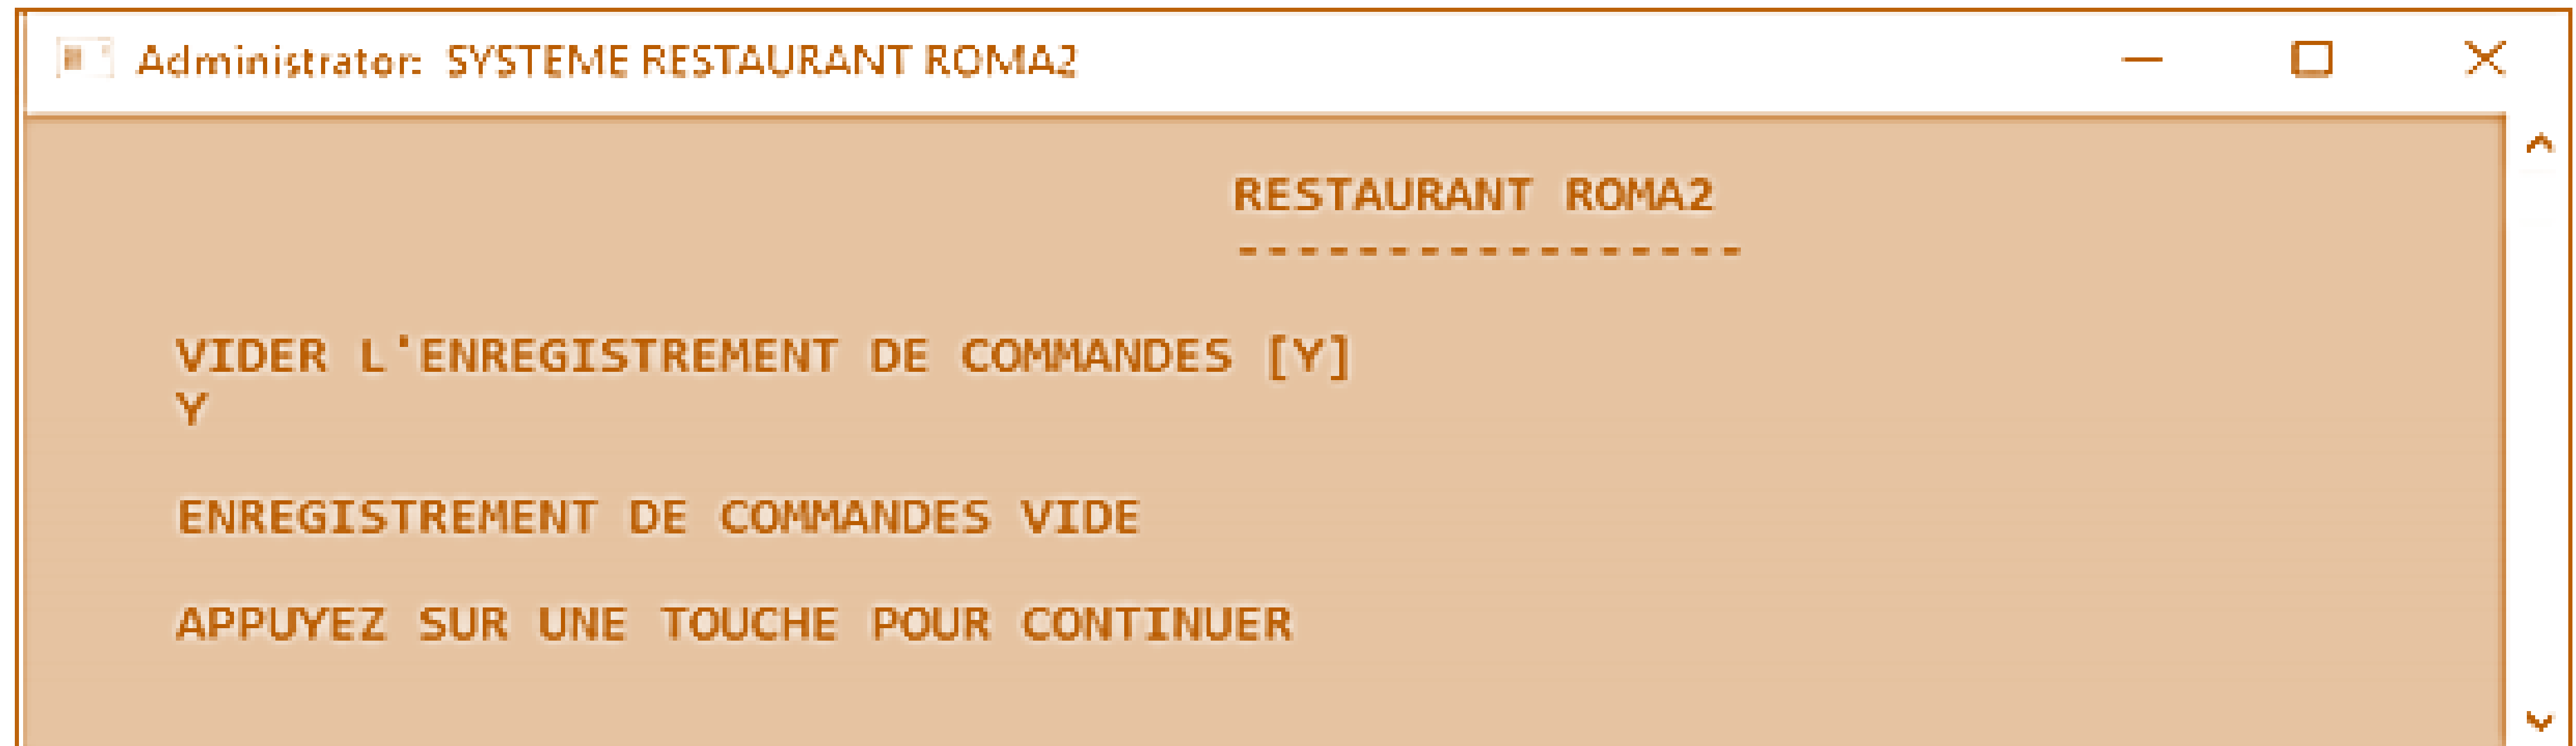 Administrator: SYSTEME RESTAURANT ROMA2
RESTAURANT ROMA2
-----------------
VIDER L'ENREGISTREMENT DE COMMANDES [Y]
Y
ENREGISTREMENT DE COMMANDES VIDE
APPUYEZ SUR UNE TOUCHE POUR CONTINUER